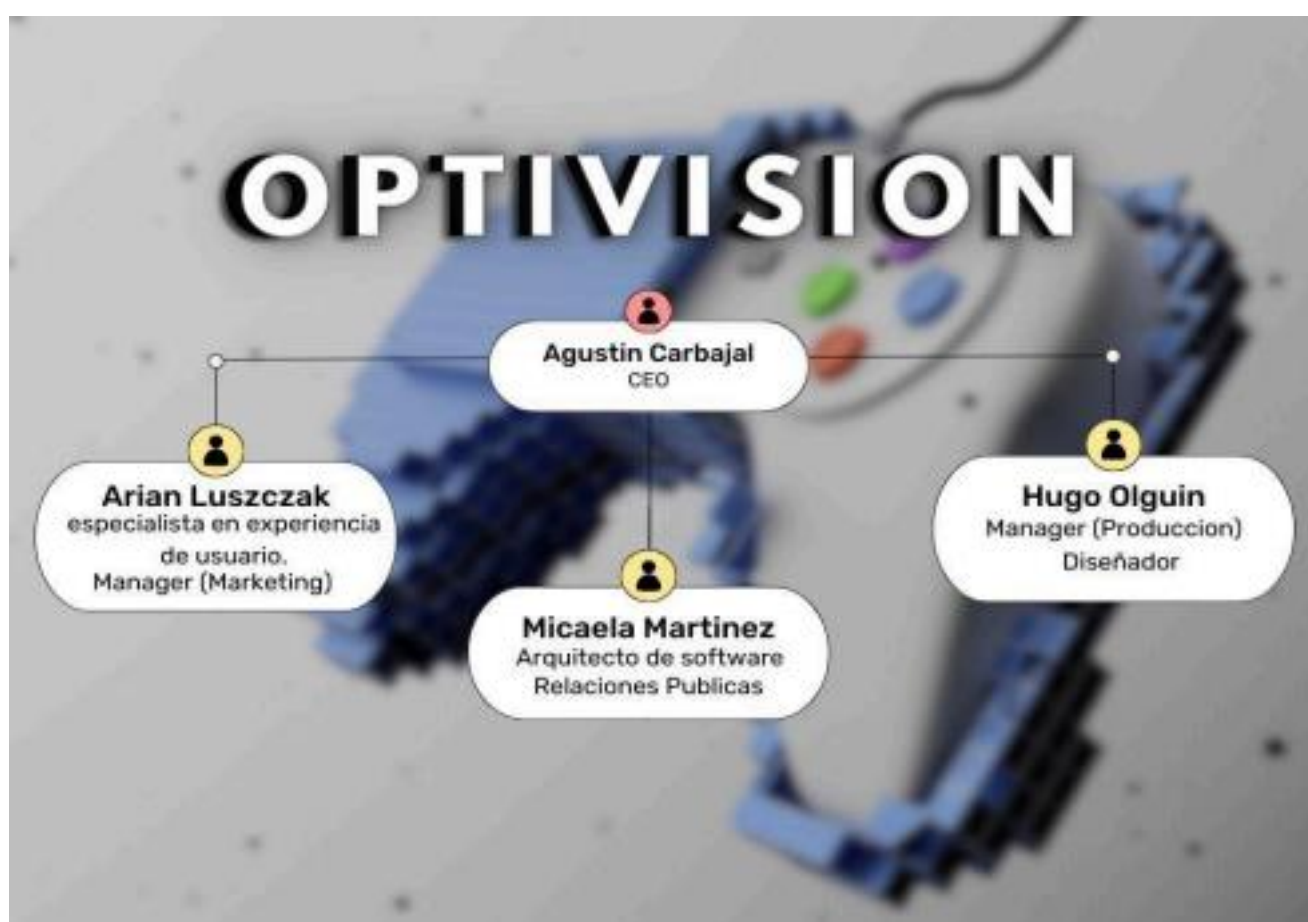 OPTIVISION
Agustin Carbajal
CEO
Arian Luszczak
especialista en experiencia
de usuario.
Manager (Marketing)
Micaela Martinez
Arquitecto de software
Relaciones Publicas
Hugo Olguin
Manager (Produccion)
Diseñador